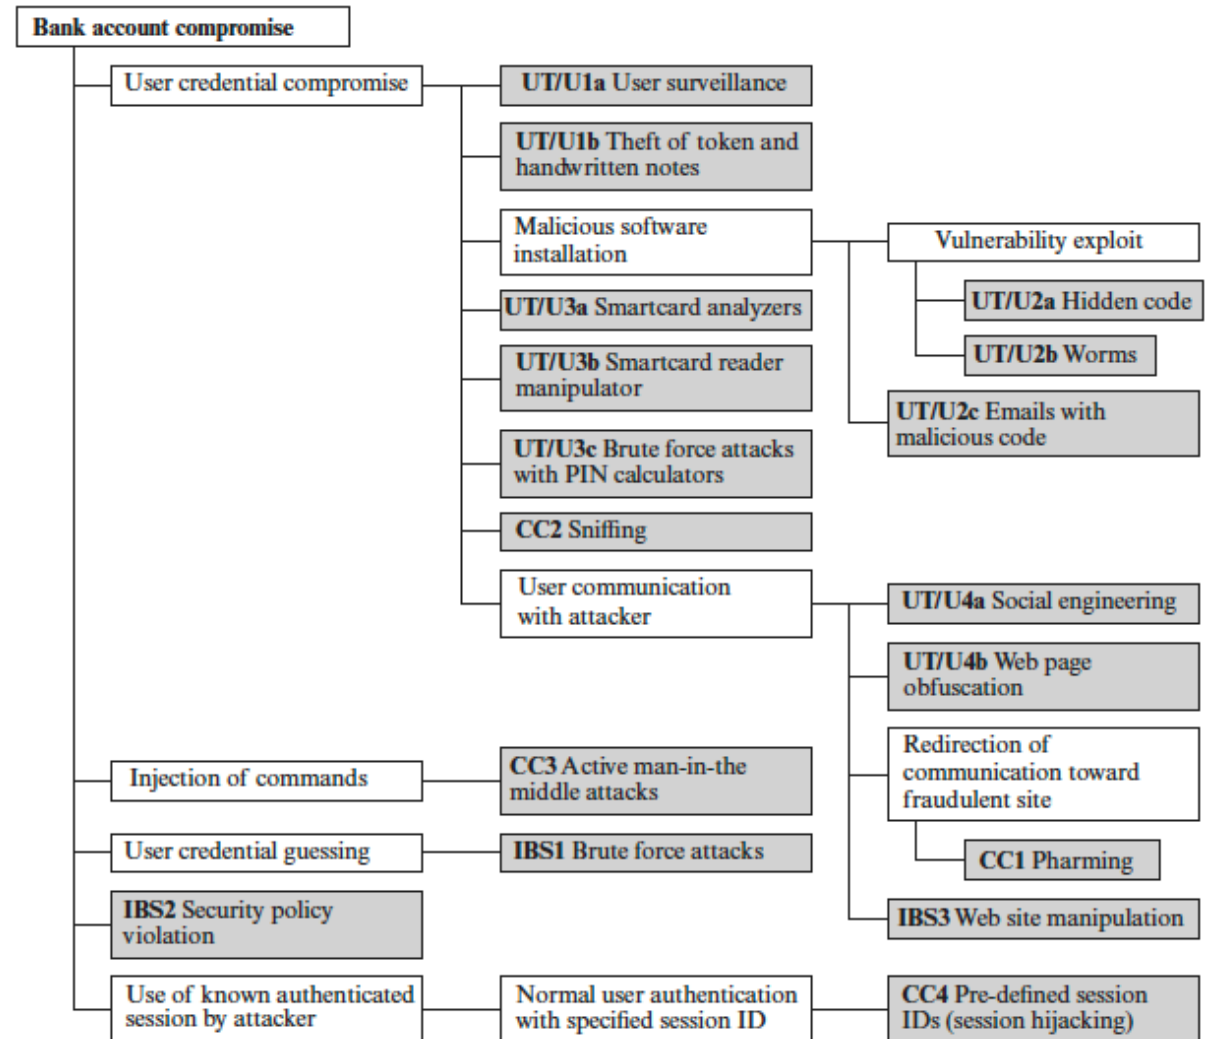 Bank account compromise
User credential compromise
UT/U1a User surveillance
UT/U1b Theft of token and
handwritten notes
Malicious software
installation
Vulnerability exploit
UT/U2a Hidden code
UT/U2b Worms
UT/U2c Emails with
malicious code
UT/U3a Smartcard analyzers
UT/U3b Smartcard reader
manipulator
UT/U3c Brute force attacks
with PIN calculators
CC2 Sniffing
User communication
with attacker
UT/U4a Social engineering
UT/U4b Web page
obfuscation
Redirection of
communication toward
fraudulent site
CC1 Pharming
IBS3 Web site manipulation
Injection of commands
CC3 Active man-in-the
middle attacks
User credential guessing
IBS1 Brute force attacks
IBS2 Security policy
violation
Use of known authenticated
session by attacker
Normal user authentication
with specified session ID
CC4 Pre-defined session
IDs (session hijacking)